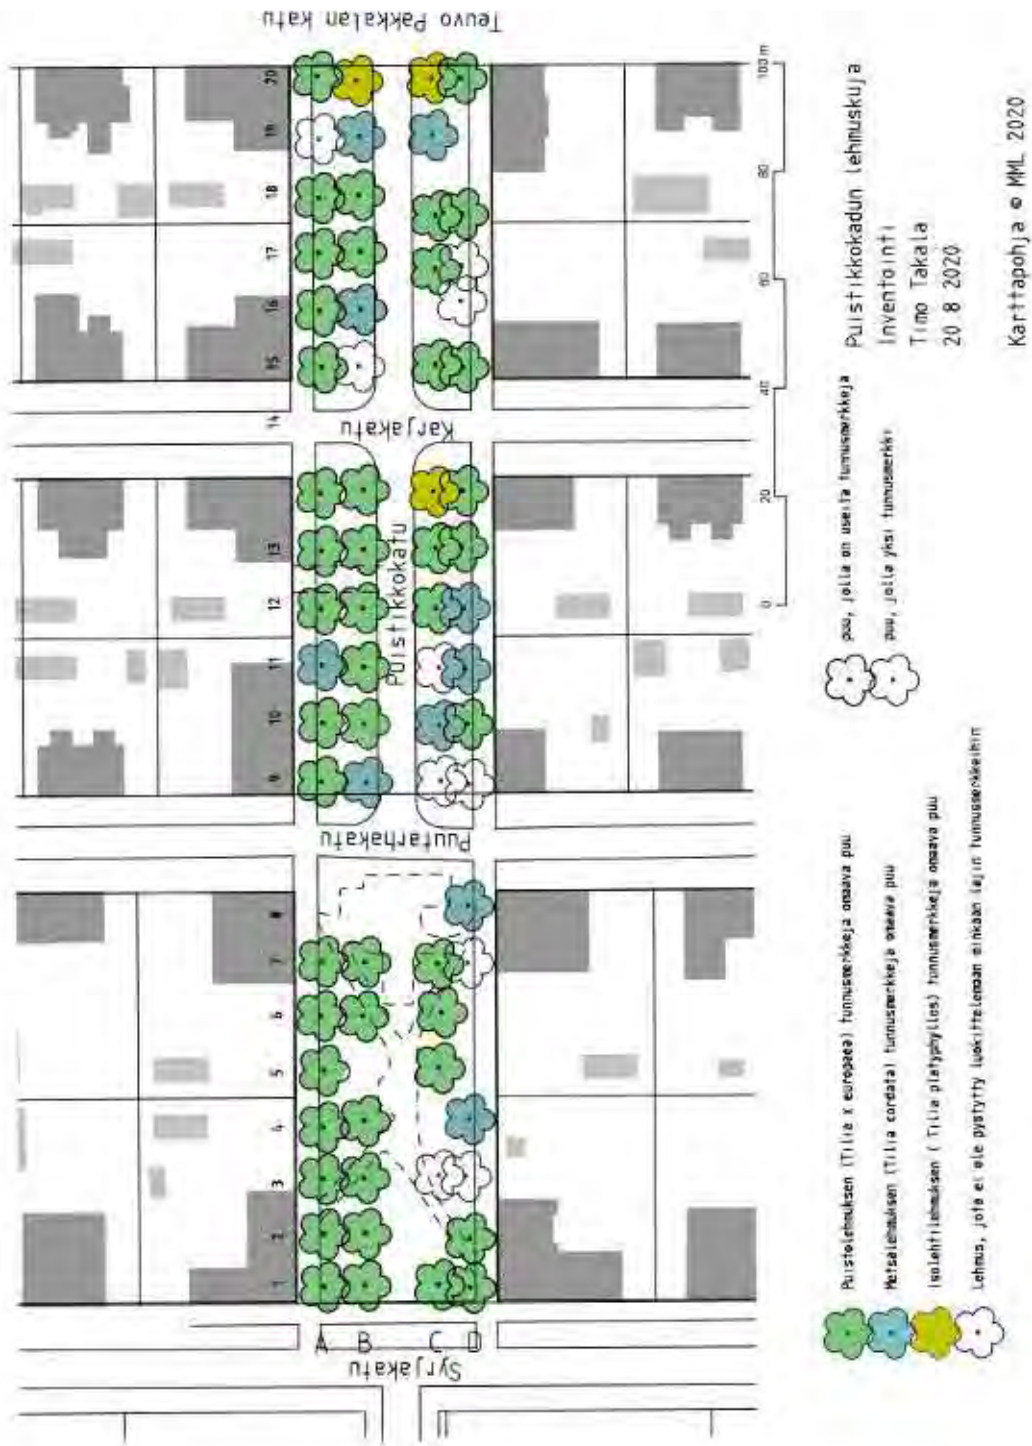 Teuvo Pakkalan katu
20
19
18
17
16
15
14
13
12
11
10
9
8
7
6
5
4
3
2
1
Karjakatu
Puistikkokatu
Puutarhakatu
A
B
C
D
Syrjäkatu
100 m
80
60
40
20
0
Puistikkokadun lehmuskuja
Inventointi
Timo Takala
20 8 2020
Karttapohja © MML 2020
puu, jolla on useita tunnusmerkkejä
puu, jolla yksi tunnusmerkki
Puistolehmuksen (Tilia x europaea) tunnusmerkkejä omaava puu
Metsälehmuksen (Tilia cordata) tunnusmerkkejä omaava puu
Isolehtilehmuksen ( Tilia platyphyllos) tunnusmerkkejä omaava puu
Lehmus, jota ei ole pystytty luokittelemaan minkään lajin tunnusmerkkeihin